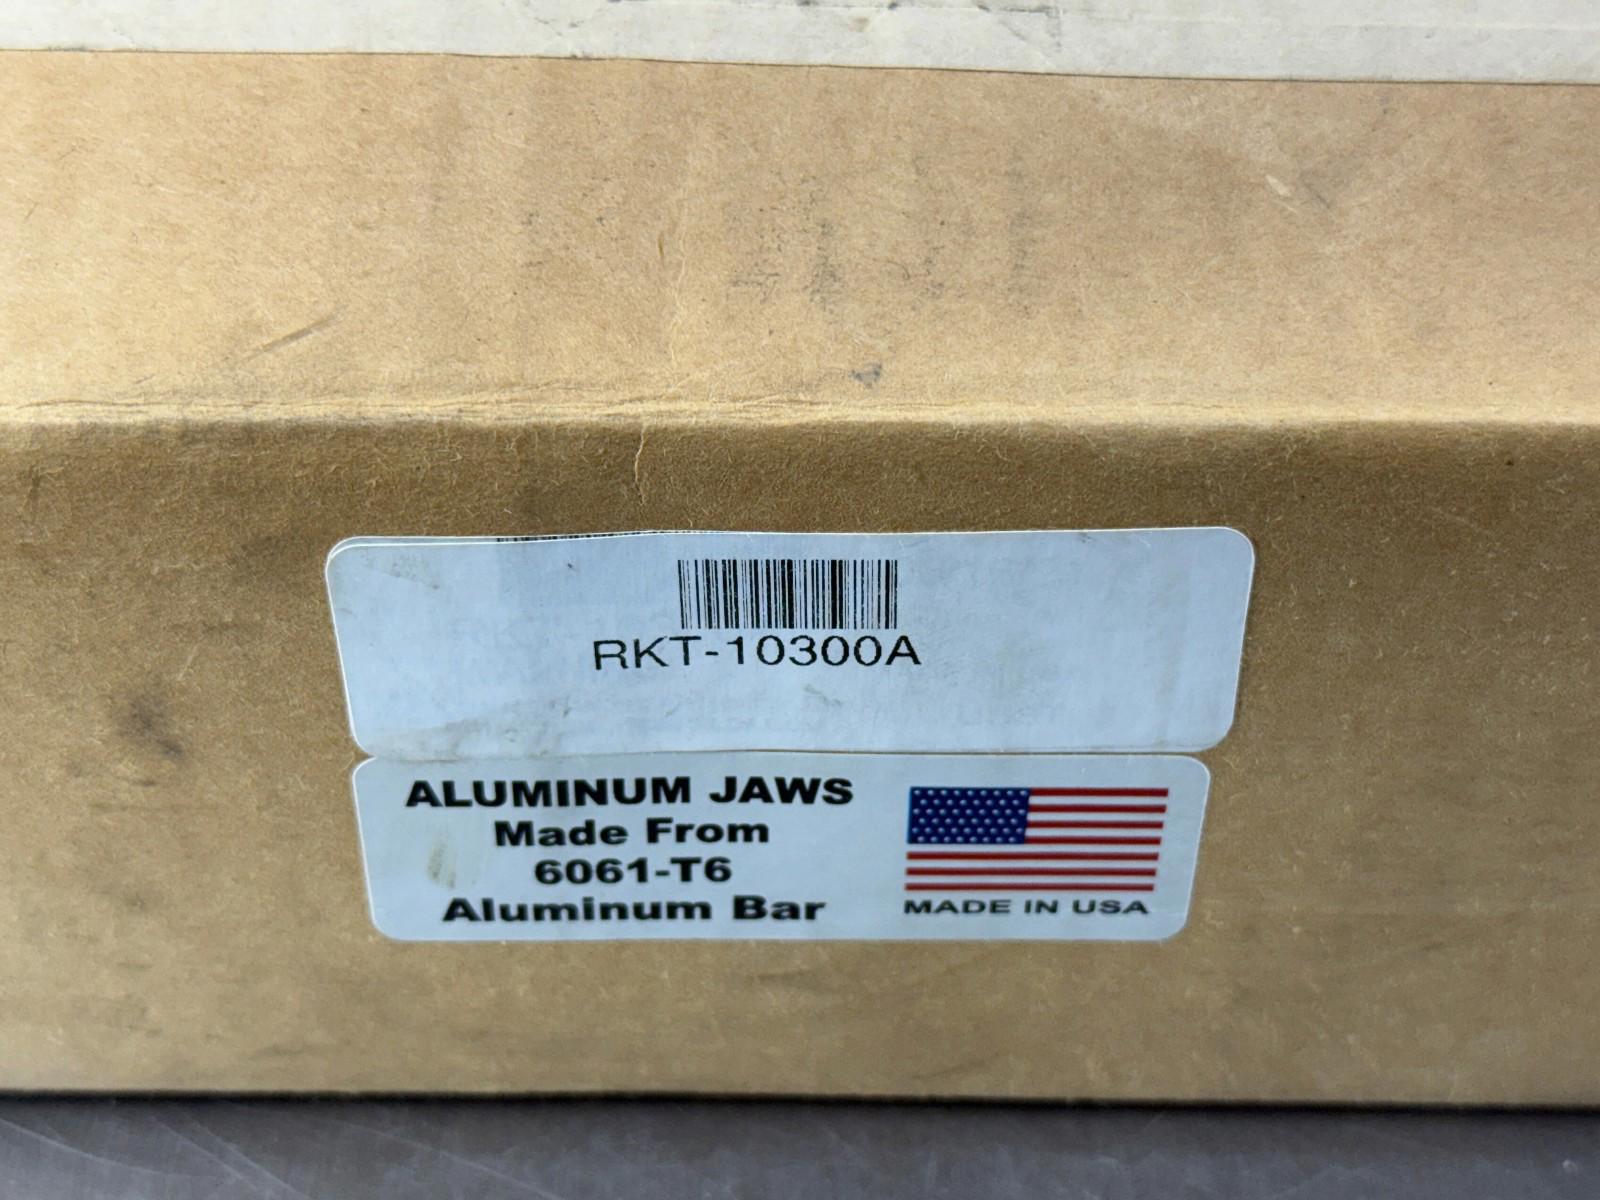 RKT-10300A
ALUMINUM JAWS
Made From
6061-T6
Aluminum Bar
MADE IN USA